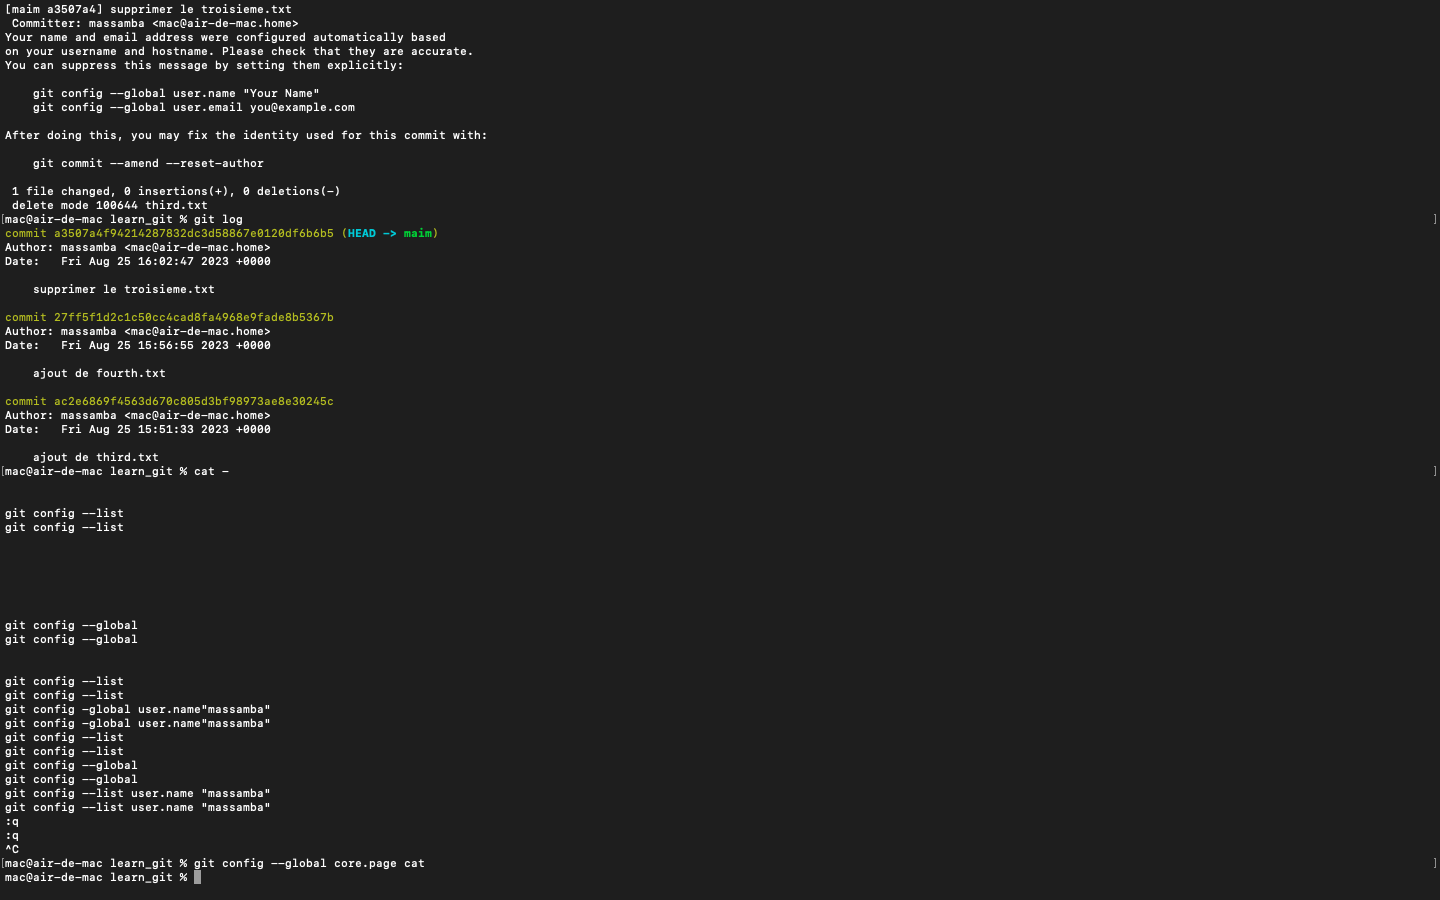 [maim a3507a4] supprimer le troisieme.txt
 Committer: massamba <mac@air-de-mac.home>
Your name and email address were configured automatically based
on your username and hostname. Please check that they are accurate.
You can suppress this message by setting them explicitly:

    git config --global user.name "Your Name"
    git config --global user.email you@example.com

After doing this, you may fix the identity used for this commit with:

    git commit --amend --reset-author

 1 file changed, 0 insertions(+), 0 deletions(-)
 delete mode 100644 third.txt
[mac@air-de-mac learn_git % git log ]
commit a3507a4f94214287832dc3d58867e0120df6b6b5 (HEAD -> maim)
Author: massamba <mac@air-de-mac.home>
Date:   Fri Aug 25 16:02:47 2023 +0000

    supprimer le troisieme.txt

commit 27ff5f1d2c1c50cc4cad8fa4968e9fade8b5367b
Author: massamba <mac@air-de-mac.home>
Date:   Fri Aug 25 15:56:55 2023 +0000

    ajout de fourth.txt

commit ac2e6869f4563d670c805d3bf98973ae8e30245c
Author: massamba <mac@air-de-mac.home>
Date:   Fri Aug 25 15:51:33 2023 +0000

    ajout de third.txt
[mac@air-de-mac learn_git % cat - ]


git config --list
git config --list






git config --global
git config --global


git config --list
git config --list
git config -global user.name"massamba"
git config -global user.name"massamba"
git config --list
git config --list
git config --global
git config --global
git config --list user.name "massamba"
git config --list user.name "massamba"
:q
:q
^C
[mac@air-de-mac learn_git % git config --global core.page cat ]
mac@air-de-mac learn_git %